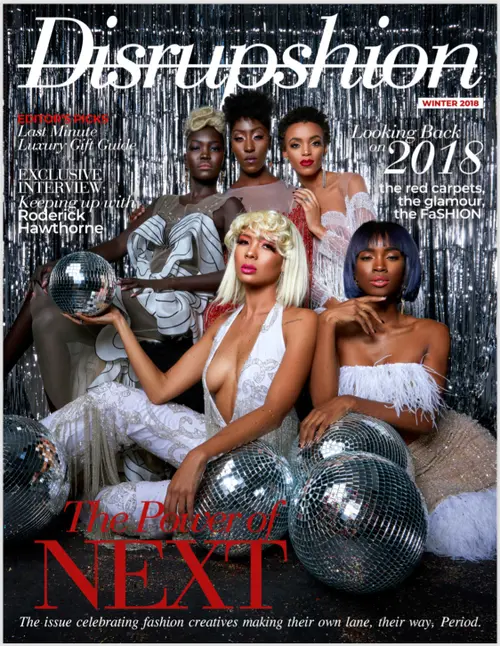 Disrupshion
WINTER 2018
EDITOR'S PICKS
Last Minute
Luxury Gift Guide
EXCLUSIVE
INTERVIEW
Keeping up with
Roderick
Hawthorne
Looking Back
on 2018
the red carpets,
the glamour,
the FaSHION
The Power of
NEXT
The issue celebrating fashion creatives making their own lane, their way, Period.